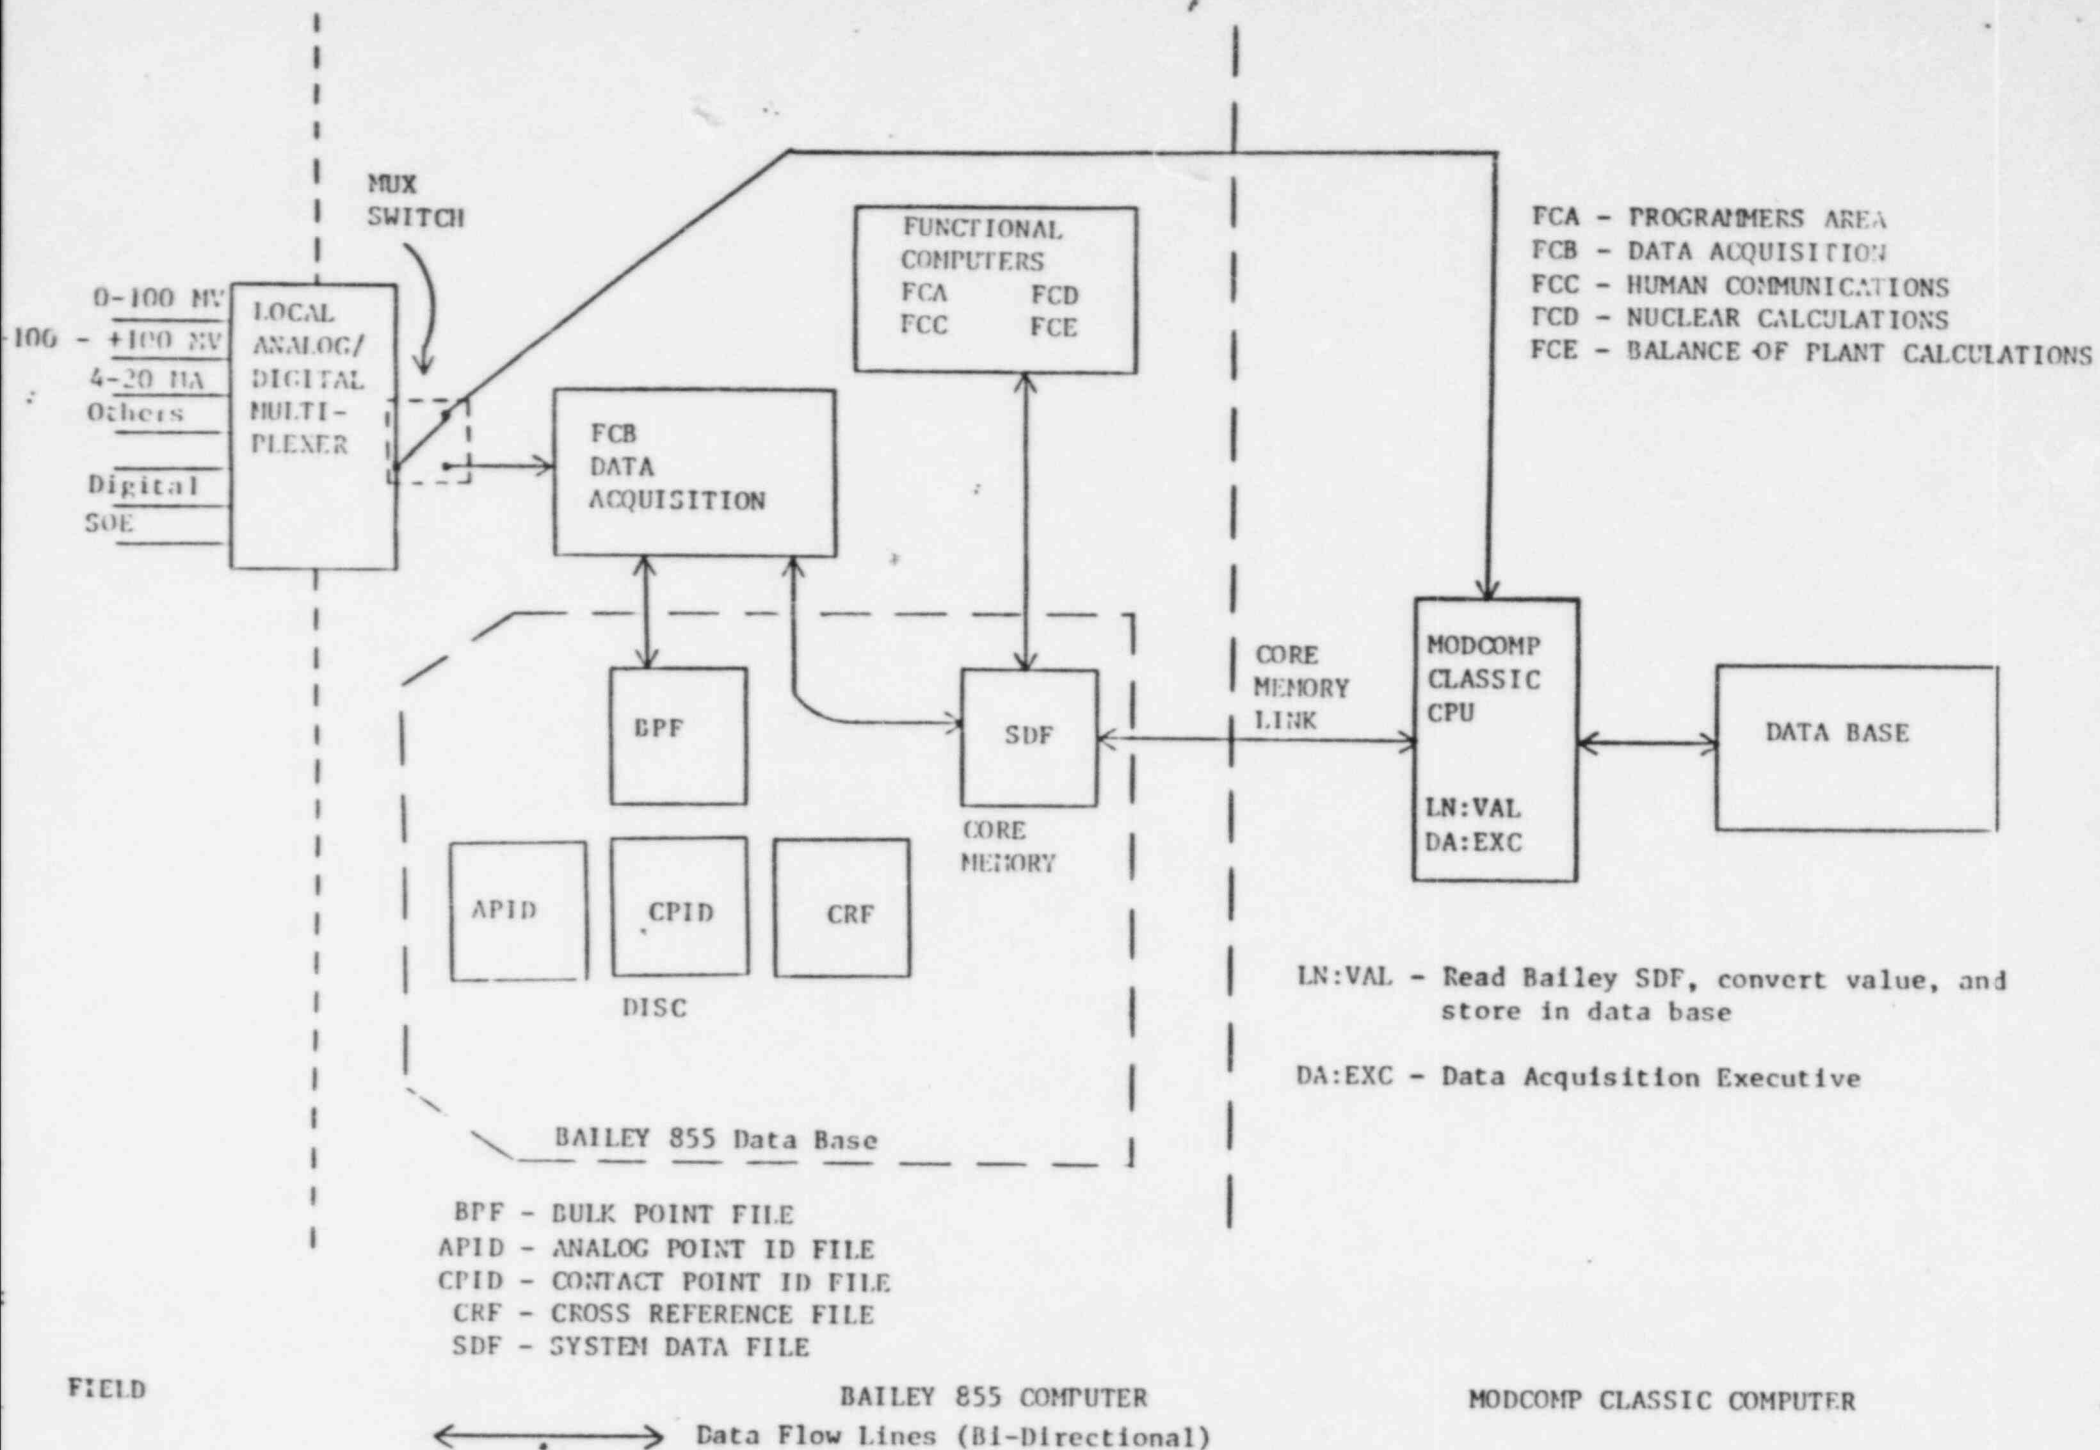 MUX
SWITCH
0-100 MV
-100 - +100 MV
4-20 MA
Others
Digital
SOE
LOCAL
ANALOG/
DIGITAL
MULTI-
PLEXER
FCB
DATA
ACQUISITION
FUNCTIONAL
COMPUTERS
FCA FCD
FCC FCE
FCA - PROGRAMMERS AREA
FCB - DATA ACQUISITION
FCC - HUMAN COMMUNICATIONS
FCD - NUCLEAR CALCULATIONS
FCE - BALANCE OF PLANT CALCULATIONS
BPF
SDF
CORE
MEMORY
APID
CPID
CRF
DISC
BAILEY 855 Data Base
CORE
MEMORY
LINK
MODCOMP
CLASSIC
CPU
LN:VAL
DA:EXC
DATA BASE
LN:VAL - Read Bailey SDF, convert value, and
store in data base
DA:EXC - Data Acquisition Executive
BPF - BULK POINT FILE
APID - ANALOG POINT ID FILE
CPID - CONTACT POINT ID FILE
CRF - CROSS REFERENCE FILE
SDF - SYSTEM DATA FILE
FIELD
BAILEY 855 COMPUTER
MODCOMP CLASSIC COMPUTER
Data Flow Lines (Bi-Directional)